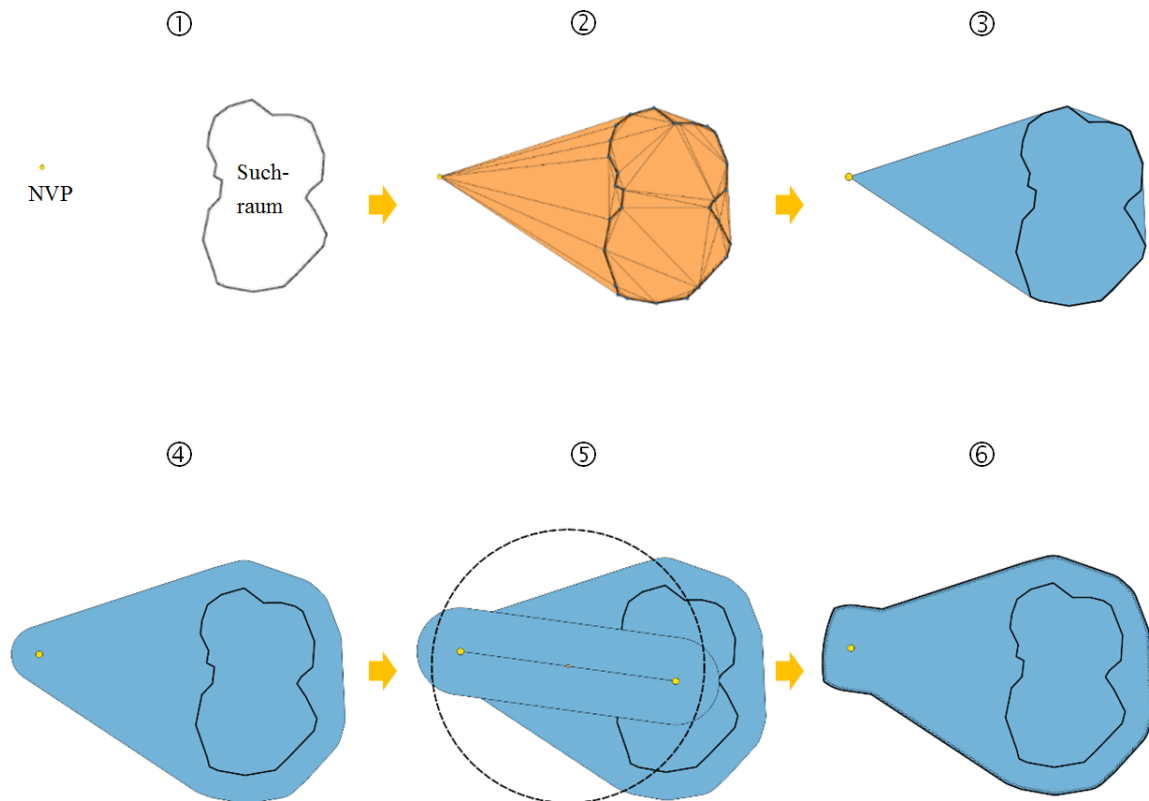 ①
②
③
NVP
Such-
raum
④
⑤
⑥